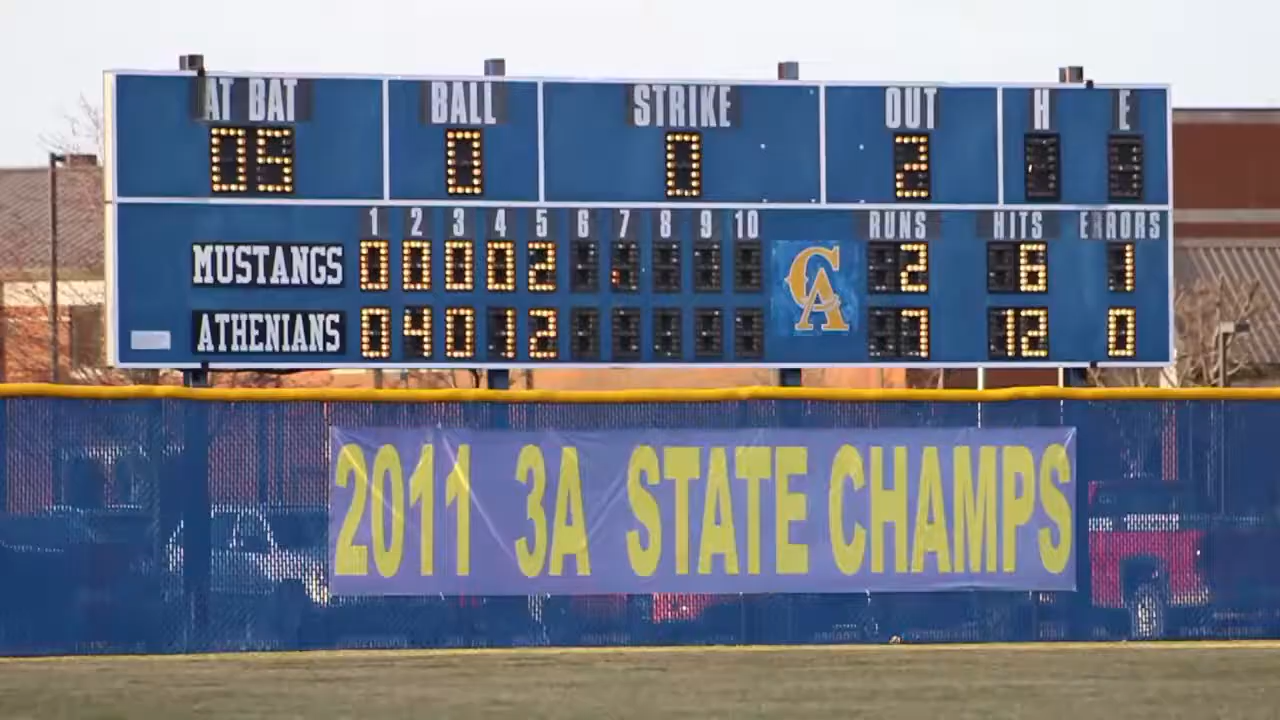 AT BAT BALL STRIKE OUT H E
05 0 0 2
1 2 3 4 5 6 7 8 9 10 RUNS HITS ERRORS
MUSTANGS 0 0 0 0 2 2 6 1
ATHENIANS 0 4 0 1 2 CA 7 12 0
2011 3A STATE CHAMPS